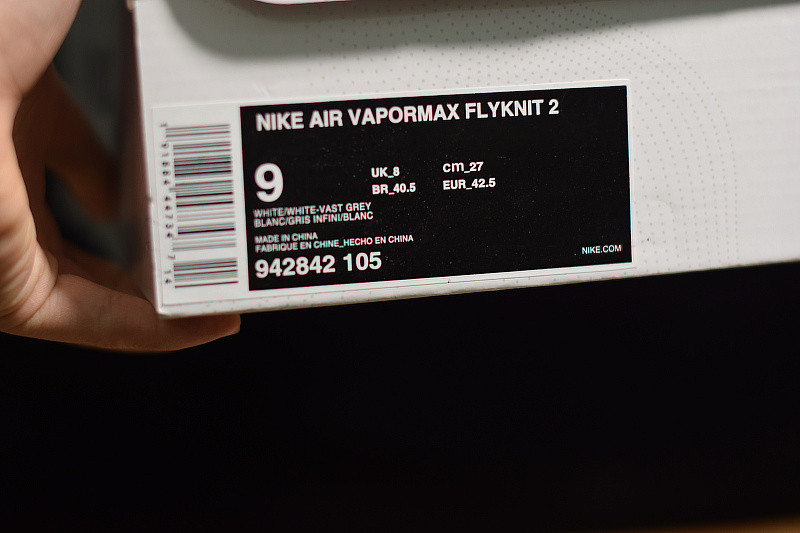 NIKE AIR VAPORMAX FLYKNIT 2
9
UK_8
cm_27
BR_40.5
EUR_42.5
WHITE/WHITE-VAST GREY
BLANC/GRIS INFINI/BLANC
MADE IN CHINA
FABRIQUE EN CHINE_HECHO EN CHINA
942842 105
NIKE.COM